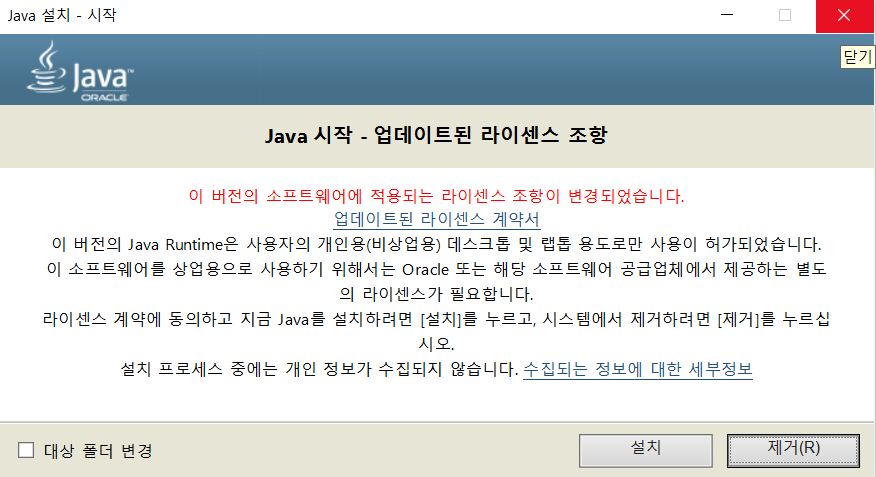 Java 설치 - 시작
닫기
Java™
ORACLE
Java 시작 - 업데이트된 라이센스 조항
이 버전의 소프트웨어에 적용되는 라이센스 조항이 변경되었습니다.
업데이트된 라이센스 계약서
이 버전의 Java Runtime은 사용자의 개인용(비상업용) 데스크톱 및 랩톱 용도로만 사용이 허가되었습니다.
이 소프트웨어를 상업용으로 사용하기 위해서는 Oracle 또는 해당 소프트웨어 공급업체에서 제공하는 별도
의 라이센스가 필요합니다.
라이센스 계약에 동의하고 지금 Java를 설치하려면 [설치]를 누르고, 시스템에서 제거하려면 [제거]를 누르십
시오.
설치 프로세스 중에는 개인 정보가 수집되지 않습니다. 수집되는 정보에 대한 세부정보
대상 폴더 변경
설치
제거(R)